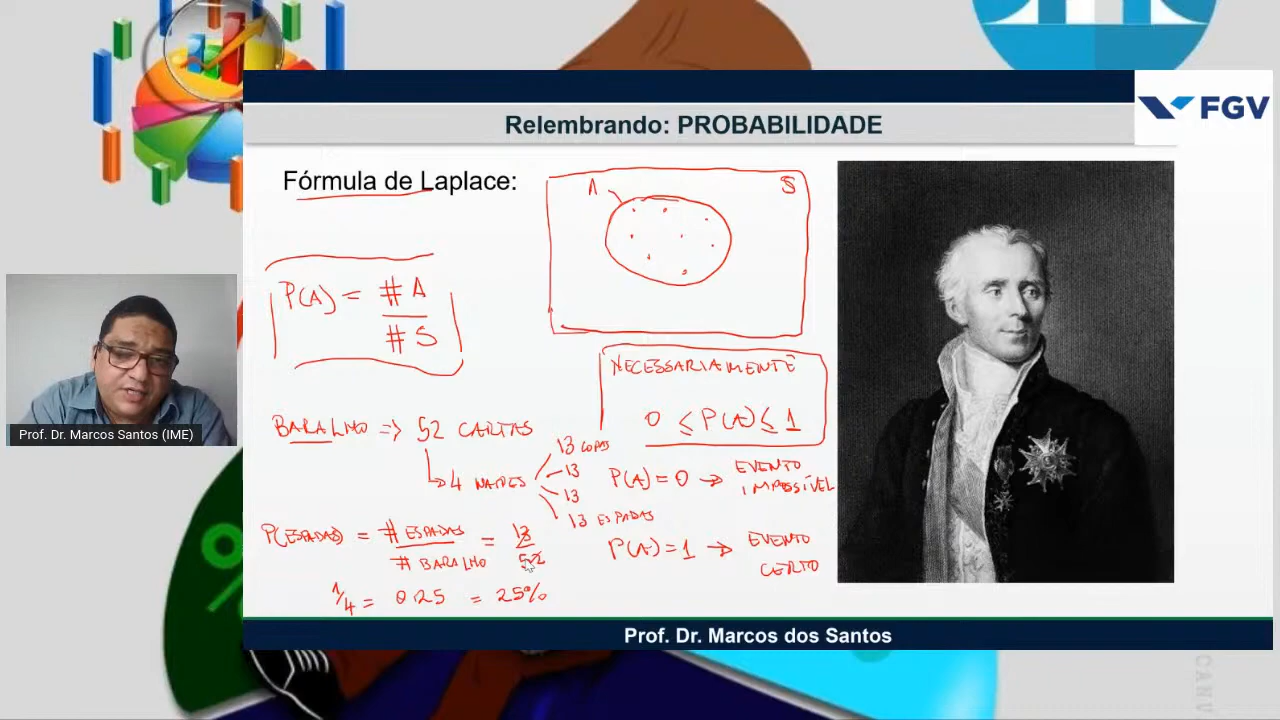 FGV
Relembrando: PROBABILIDADE
Fórmula de Laplace:
A
S
P(A) = # A
# S
NECESSARIAMENTE
0 ≤ P(A) ≤ 1
BARALHO => 52 CARTAS
4 NAIPES
13 COPAS
13
13
13 ESPADAS
P(A) = 0 → EVENTO
IMPOSSÍVEL
P(ESPADAS) = # ESPADAS = 13
# BARALHO 52
P(A) = 1 → EVENTO
CERTO
1/4 = 0.25 = 25%
Prof. Dr. Marcos Santos (IME)
Prof. Dr. Marcos dos Santos
%
CANV